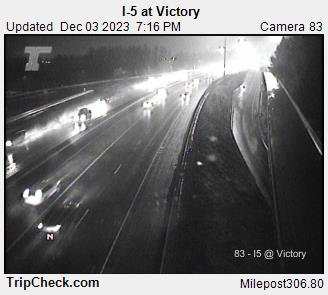 I-5 at Victory
Updated Dec 03 2023 7:16 PM Camera 83
T
N
83 - I5 @ Victory
TripCheck.com Milepost306.80